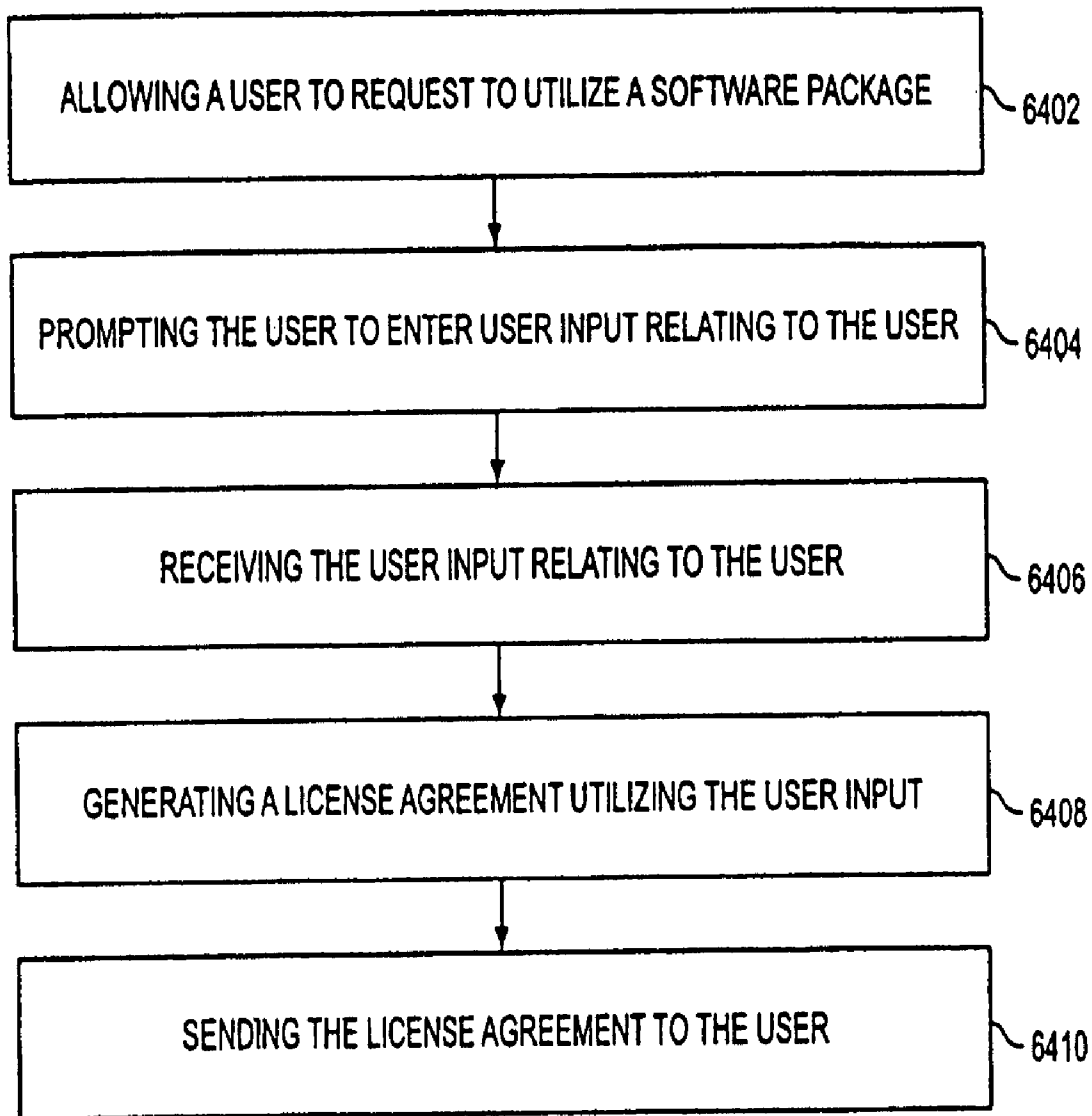 ALLOWING A USER TO REQUEST TO UTILIZE A SOFTWARE PACKAGE
6402
PROMPTING THE USER TO ENTER USER INPUT RELATING TO THE USER
6404
RECEIVING THE USER INPUT RELATING TO THE USER
6406
GENERATING A LICENSE AGREEMENT UTILIZING THE USER INPUT
6408
SENDING THE LICENSE AGREEMENT TO THE USER
6410